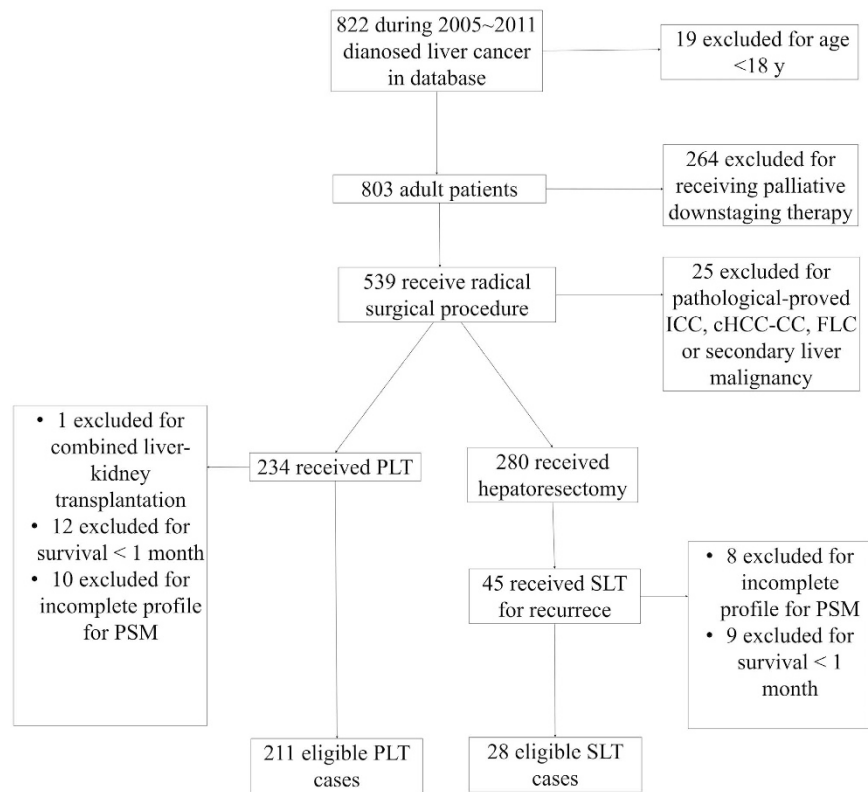 822 during 2005~2011
dianosed liver cancer
in database
19 excluded for age
<18 y
803 adult patients
264 excluded for
receiving palliative
downstaging therapy
539 receive radical
surgical procedure
25 excluded for
pathological-proved
ICC, cHCC-CC, FLC
or secondary liver
malignancy
• 1 excluded for
combined liver-
kidney
transplantation
• 12 excluded for
survival < 1 month
• 10 excluded for
incomplete profile
for PSM
234 received PLT
280 received
hepatoresectomy
45 received SLT
for recurrece
• 8 excluded for
incomplete
profile for PSM
• 9 excluded for
survival < 1
month
211 eligible PLT
cases
28 eligible SLT
cases